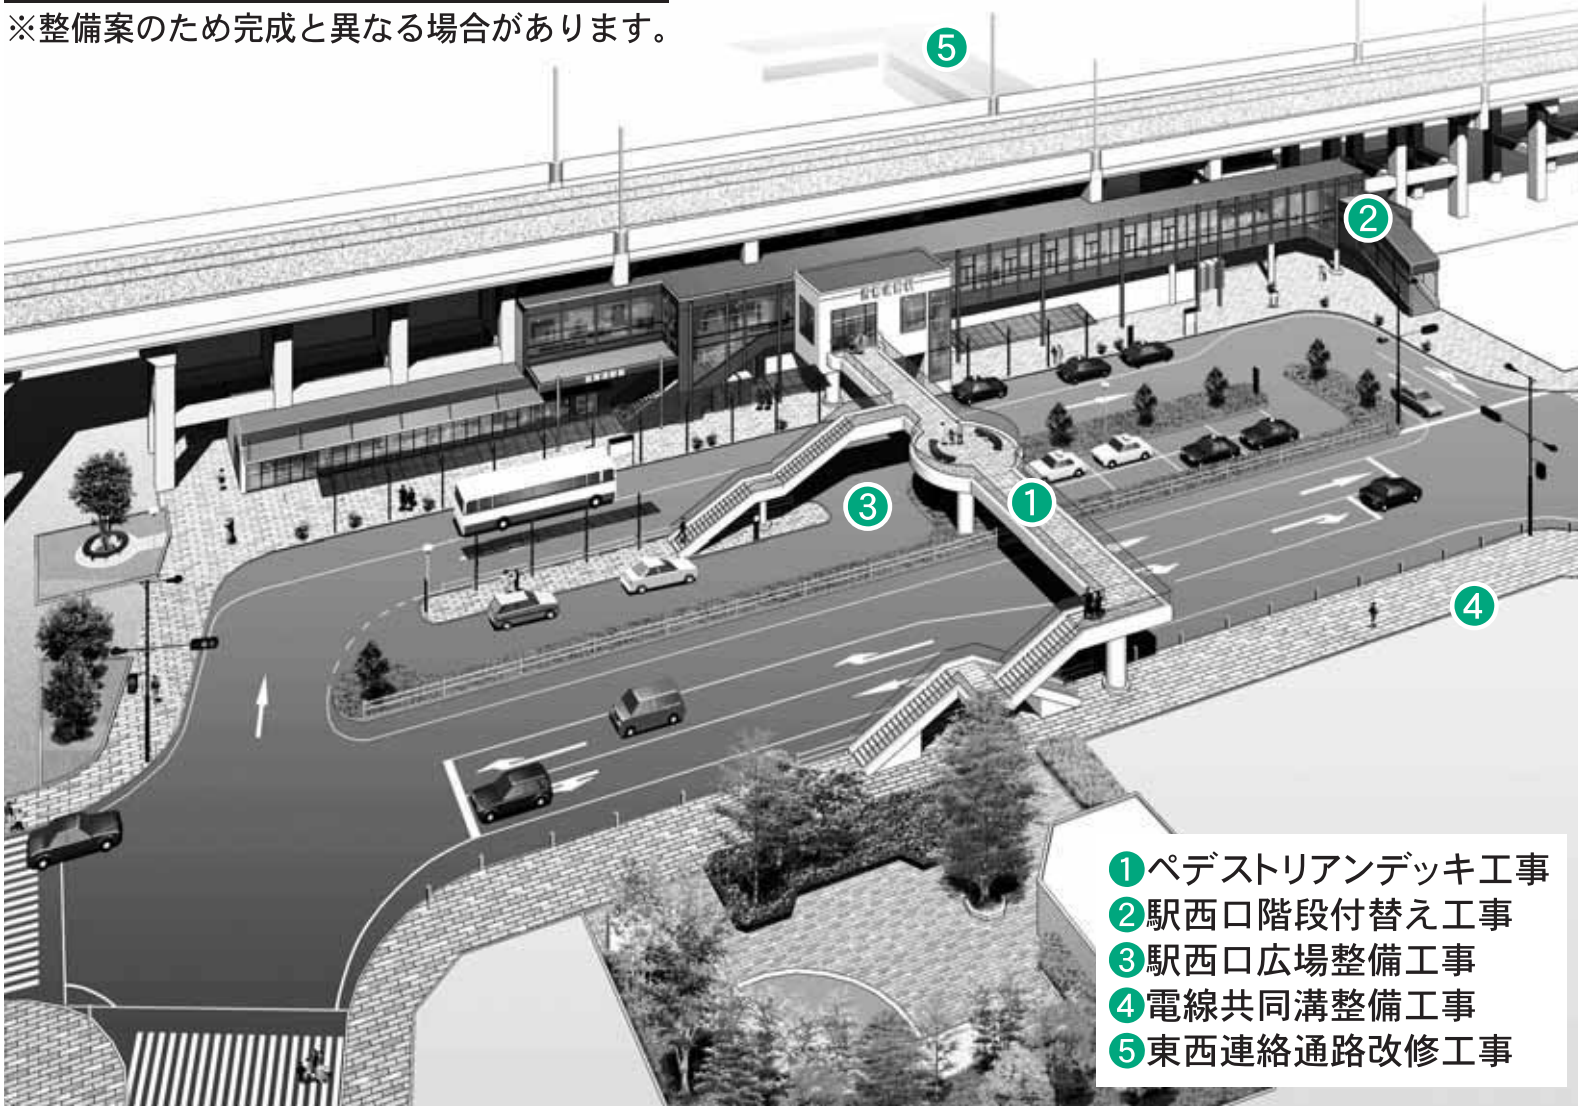 ※整備案のため完成と異なる場合があります。
5
2
1
3
4
1ペデストリアンデッキ工事
2駅西口階段付替え工事
3駅西口広場整備工事
4電線共同溝整備工事
5東西連絡通路改修工事